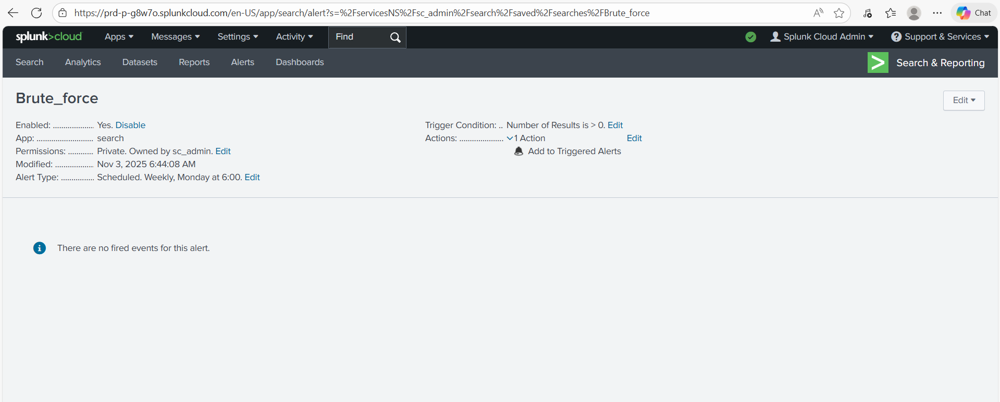 https://prd-p-g8w7o.splunkcloud.com/en-US/app/search/alert?s=%2FservicesNS%2Fsc_admin%2Fsearch%2Fsaved%2Fsearches%2FBrute_force
Chat
splunk>cloud Apps Messages Settings Activity Find Splunk Cloud Admin Support & Services
Search Analytics Datasets Reports Alerts Dashboards Search & Reporting
Brute_force
Edit
Enabled: ................... Yes. Disable
App: ........................... search
Permissions: ............ Private. Owned by sc_admin. Edit
Modified: .................. Nov 3, 2025 6:44:08 AM
Alert Type: ................ Scheduled. Weekly, Monday at 6:00. Edit
Trigger Condition: .. Number of Results is > 0. Edit
Actions: ..................... 1 Action Edit
Add to Triggered Alerts
There are no fired events for this alert.